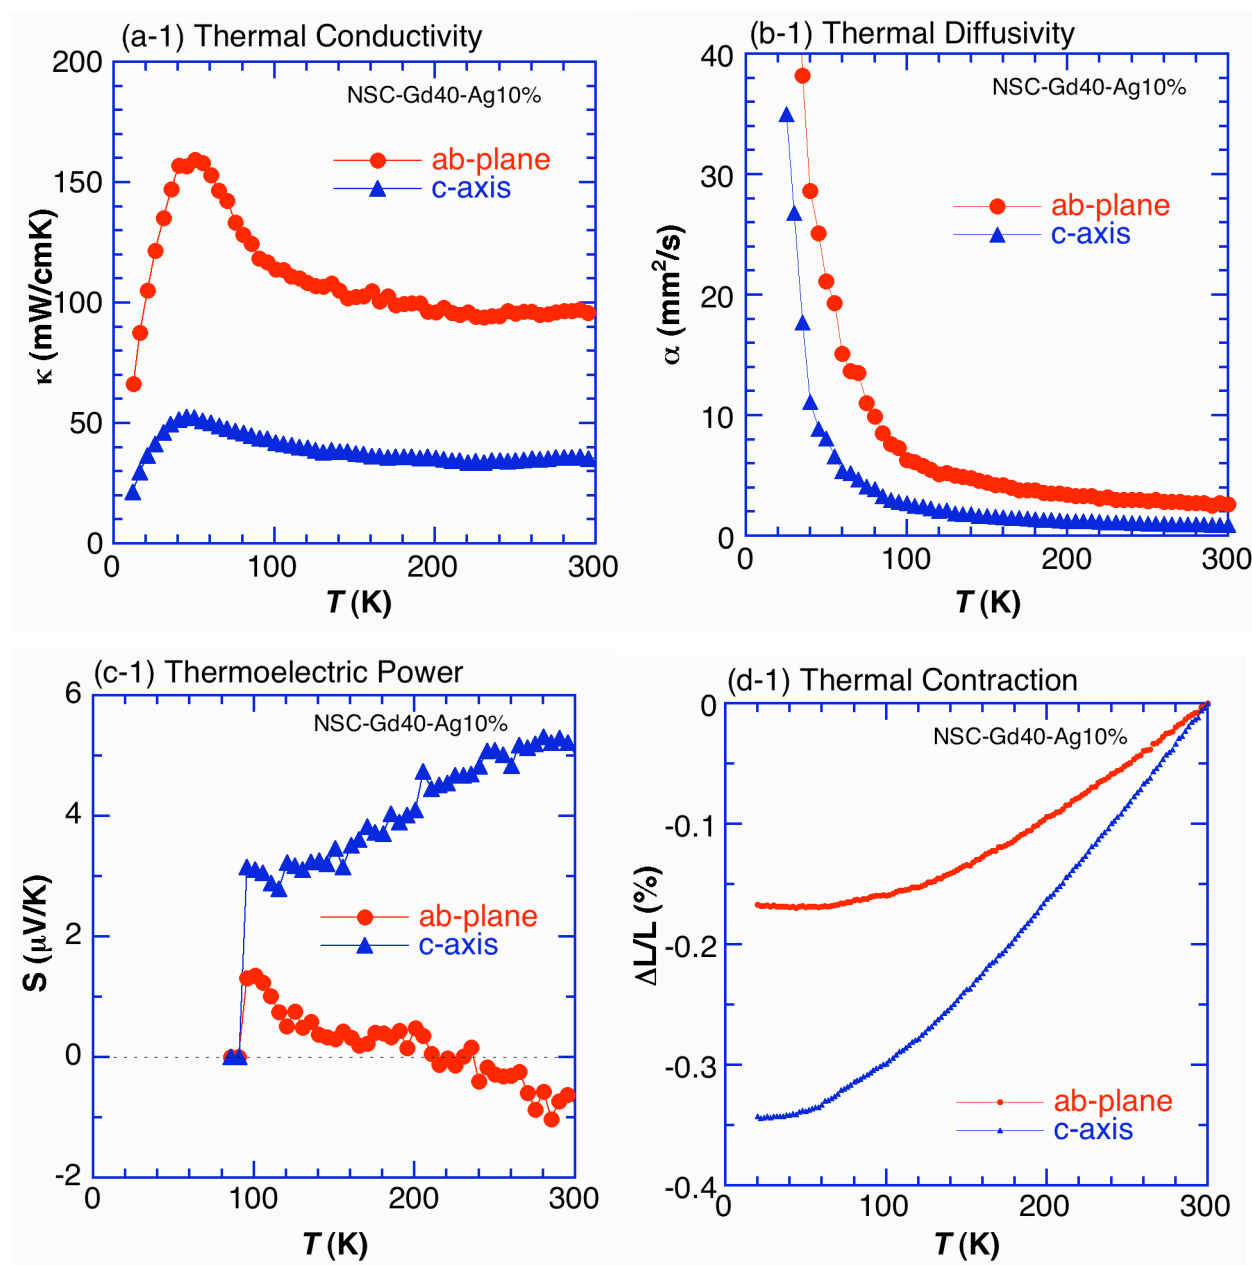 (a-1) Thermal Conductivity
200
150
100
50
0
κ (mW/cmK)
NSC-Gd40-Ag10%
ab-plane
c-axis
0 100 200 300
T (K)
(b-1) Thermal Diffusivity
40
30
20
10
0
α (mm²/s)
NSC-Gd40-Ag10%
ab-plane
c-axis
0 100 200 300
T (K)
(c-1) Thermoelectric Power
6
4
2
0
-2
S (μV/K)
NSC-Gd40-Ag10%
ab-plane
c-axis
0 100 200 300
T (K)
(d-1) Thermal Contraction
0
-0.1
-0.2
-0.3
-0.4
ΔL/L (%)
NSC-Gd40-Ag10%
ab-plane
c-axis
0 100 200 300
T (K)